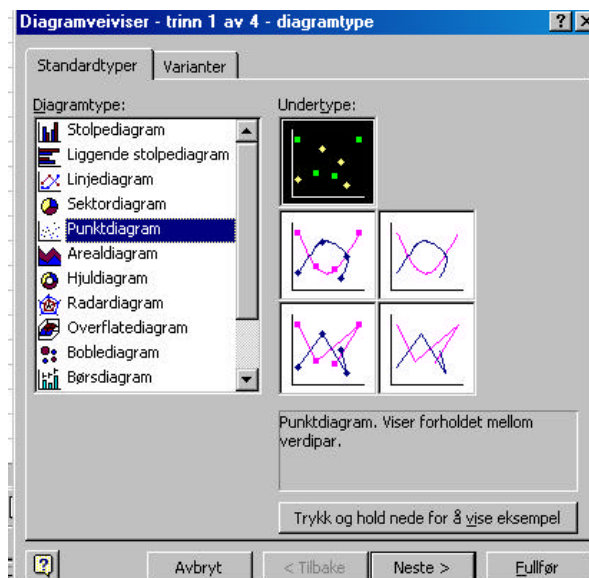 Diagramveiviser - trinn 1 av 4 - diagramtype
Standardtyper
Varianter
Diagramtype:
Stolpediagram
Liggende stolpediagram
Linjediagram
Sektordiagram
Punktdiagram
Arealdiagram
Hjuldiagram
Radardiagram
Overflatediagram
Boblediagram
Børsdiagram
Undertype:
Punktdiagram. Viser forholdet mellom
verdipar.
Trykk og hold nede for å vise eksempel
Avbryt
< Tilbake
Neste >
Fullfør